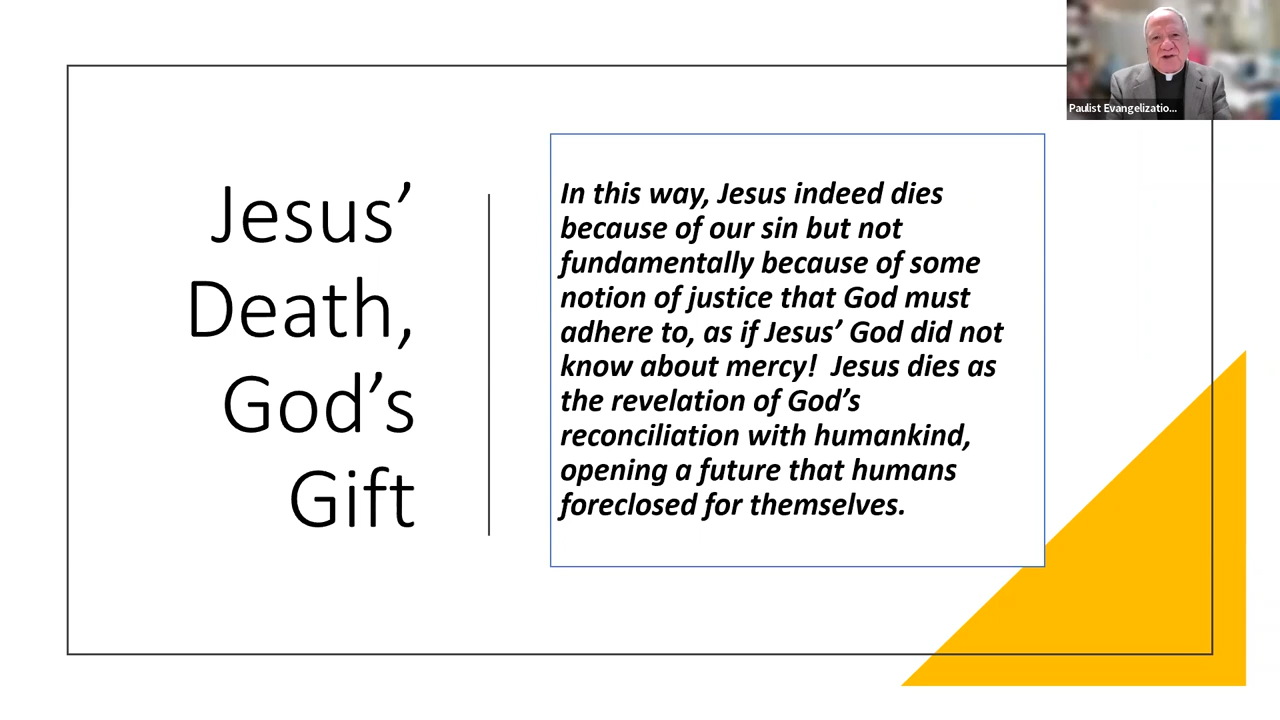 Jesus’
Death,
God’s
Gift
In this way, Jesus indeed dies
because of our sin but not
fundamentally because of some
notion of justice that God must
adhere to, as if Jesus’ God did not
know about mercy!  Jesus dies as
the revelation of God’s
reconciliation with humankind,
opening a future that humans
foreclosed for themselves.
Paulist Evangelizatio...